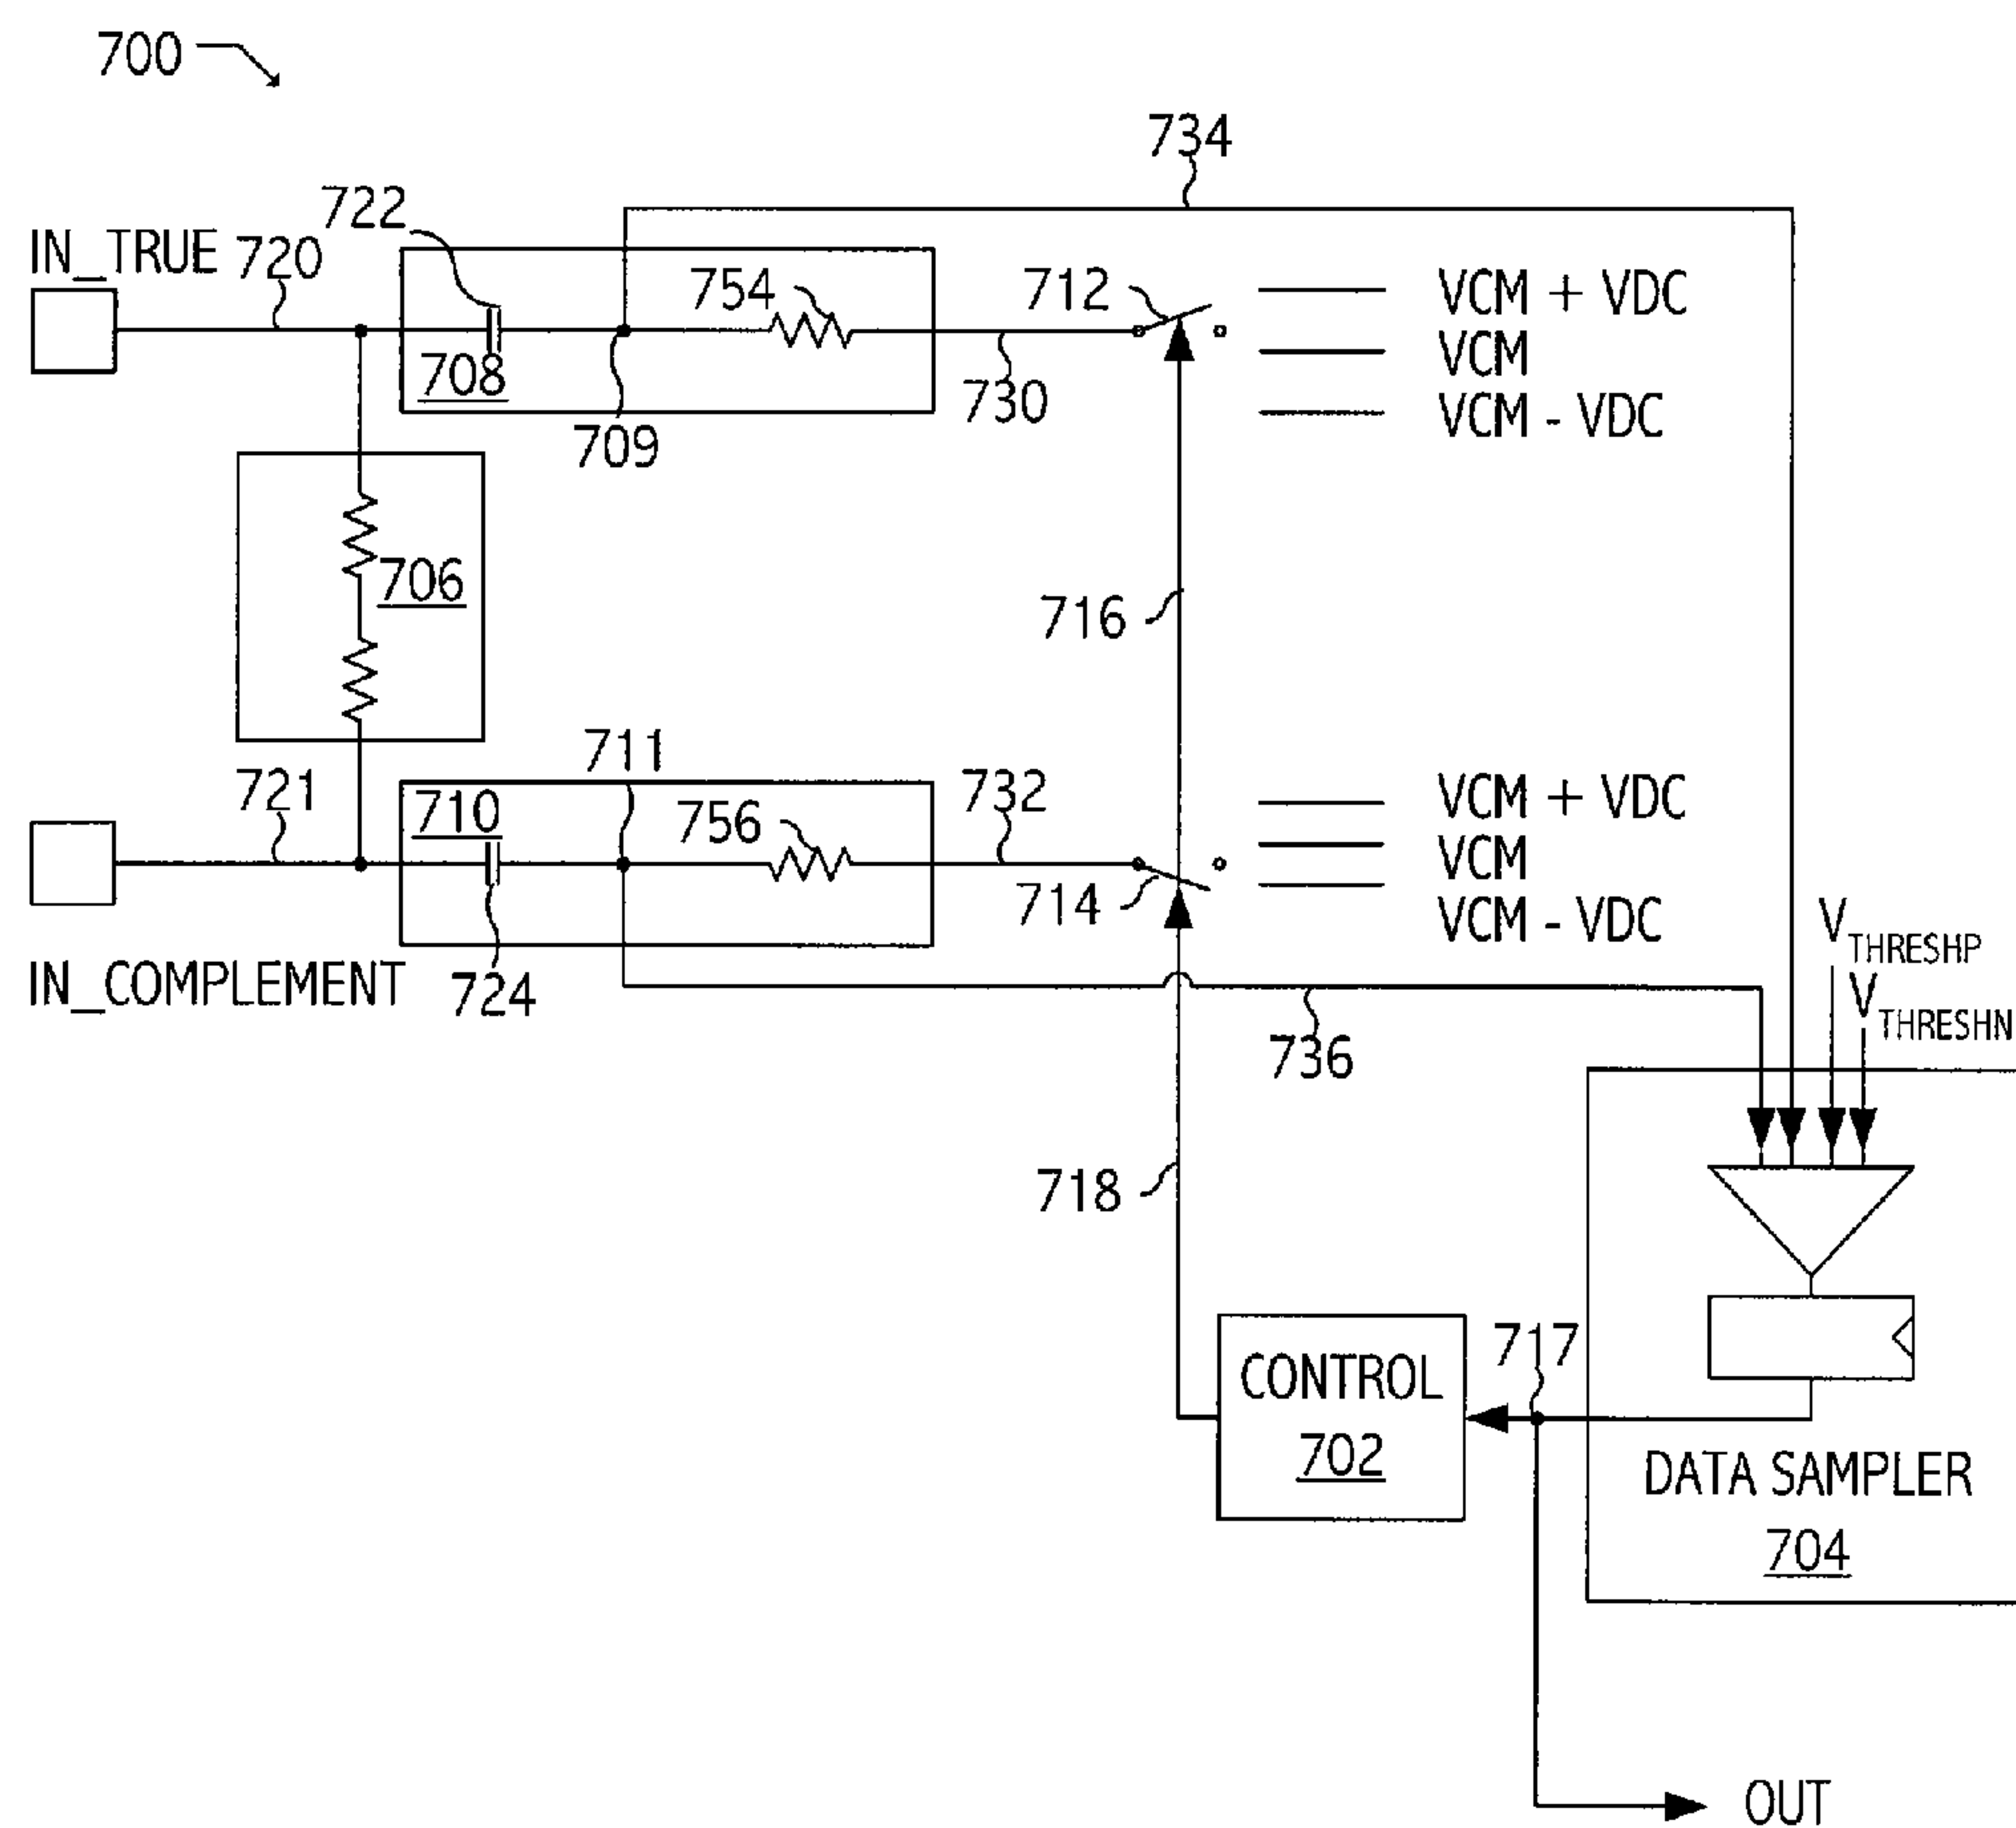 700
734
722
IN_TRUE 720
754
712
VCM + VDC
708
VCM
730
VCM - VDC
709
706
716
711
721
710
756
732
VCM + VDC
VCM
714
VCM - VDC
IN_COMPLEMENT
724
VTHRESHP
VTHRESHN
736
718
717
CONTROL
702
DATA SAMPLER
704
OUT